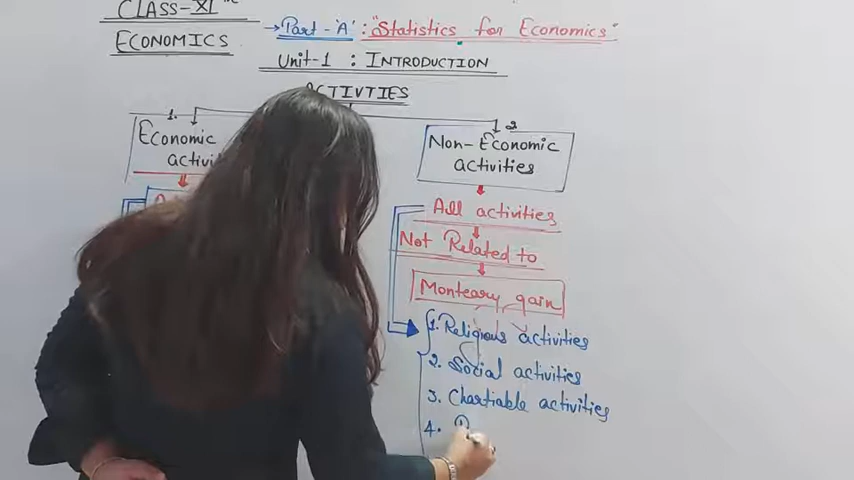 CLASS-XI
→Part-'A': "Statistics for Economics"
ECONOMICS
Unit-1 : INTRODUCTION
ACTIVTIES
1.
2
Economic
Non-Economic
activities
All activities
Not Related to
Monteary gain
1. Religious activities
2. Social activities
3. Chartiable activities
4.